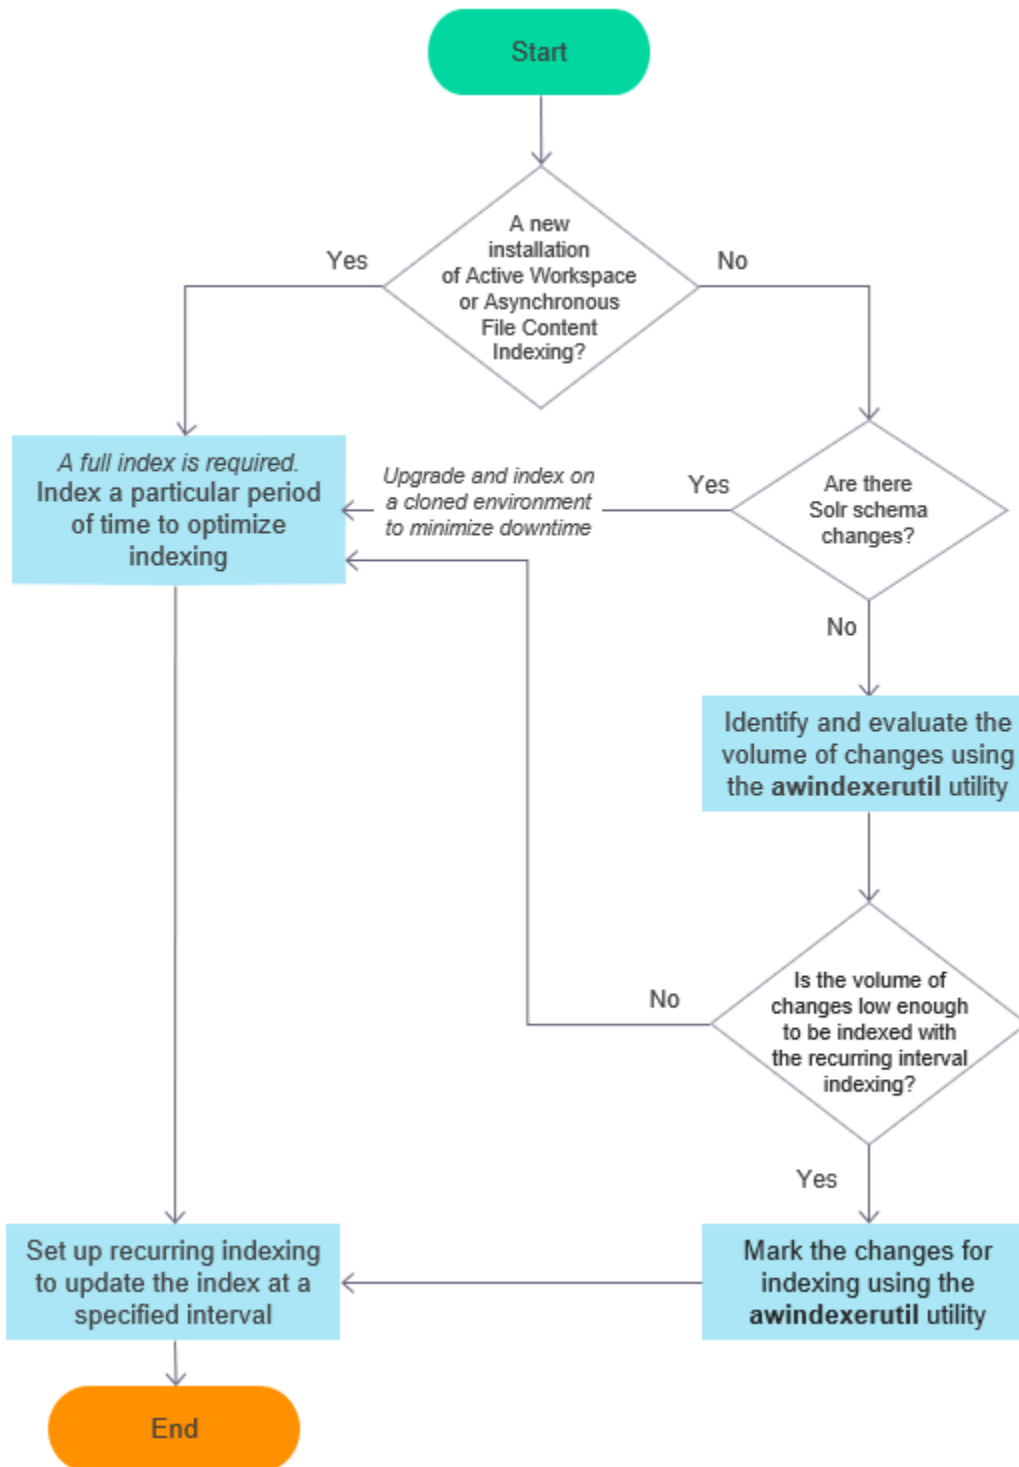 Start
A new
installation
of Active Workspace
or Asynchronous
File Content
Indexing?
Yes
No
A full index is required.
Index a particular period
of time to optimize
indexing
Upgrade and index on
a cloned environment
to minimize downtime
Yes
Are there
Solr schema
changes?
No
Identify and evaluate the
volume of changes using
the awindexerutil utility
Is the volume of
changes low enough
to be indexed with
the recurring interval
indexing?
No
Yes
Set up recurring indexing
to update the index at a
specified interval
Mark the changes for
indexing using the
awindexerutil utility
End